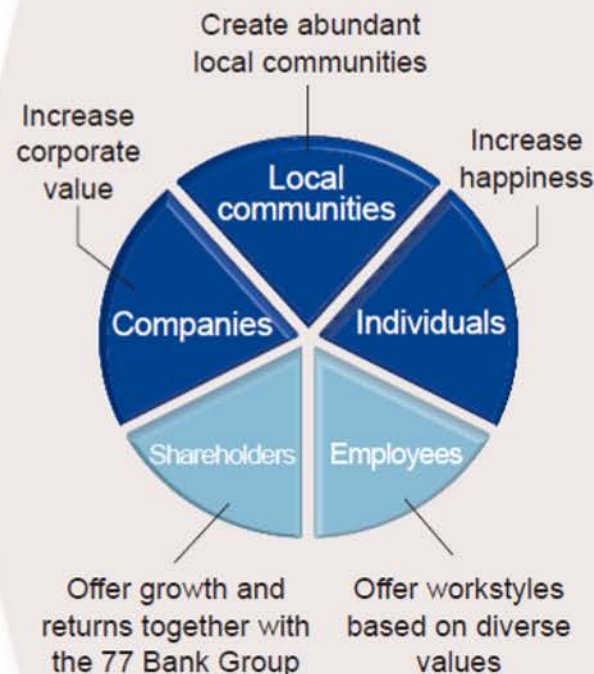 Create abundant
local communities
Increase
corporate
value
Increase
happiness
Local
communities
Companies
Individuals
Shareholders
Employees
Offer growth and
returns together with
the 77 Bank Group
Offer workstyles
based on diverse
values